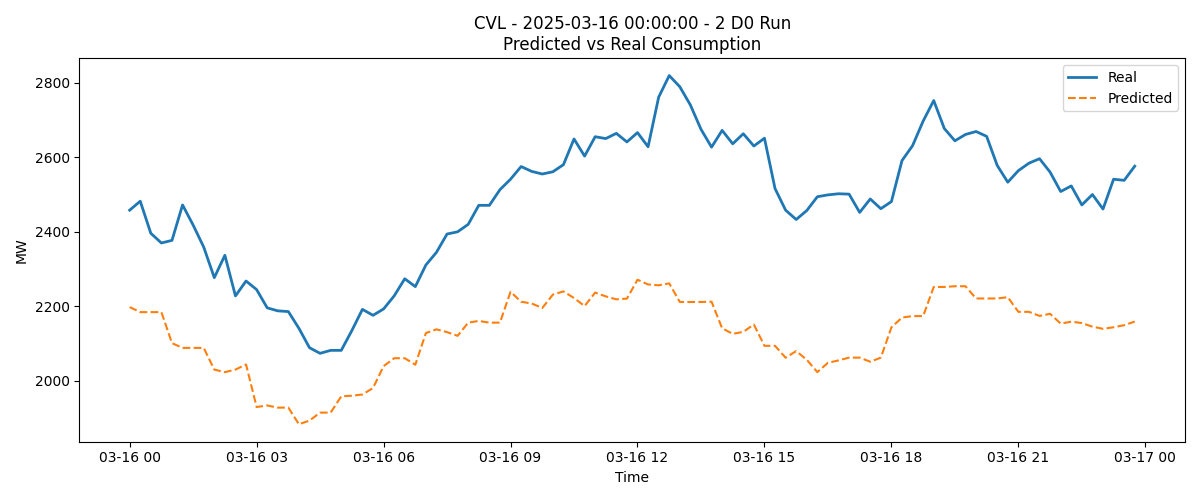 CVL - 2025-03-16 00:00:00 - 2 D0 Run
Predicted vs Real Consumption
Real
Predicted
MW
2800
2600
2400
2200
2000
03-16 00
03-16 03
03-16 06
03-16 09
03-16 12
03-16 15
03-16 18
03-16 21
03-17 00
Time